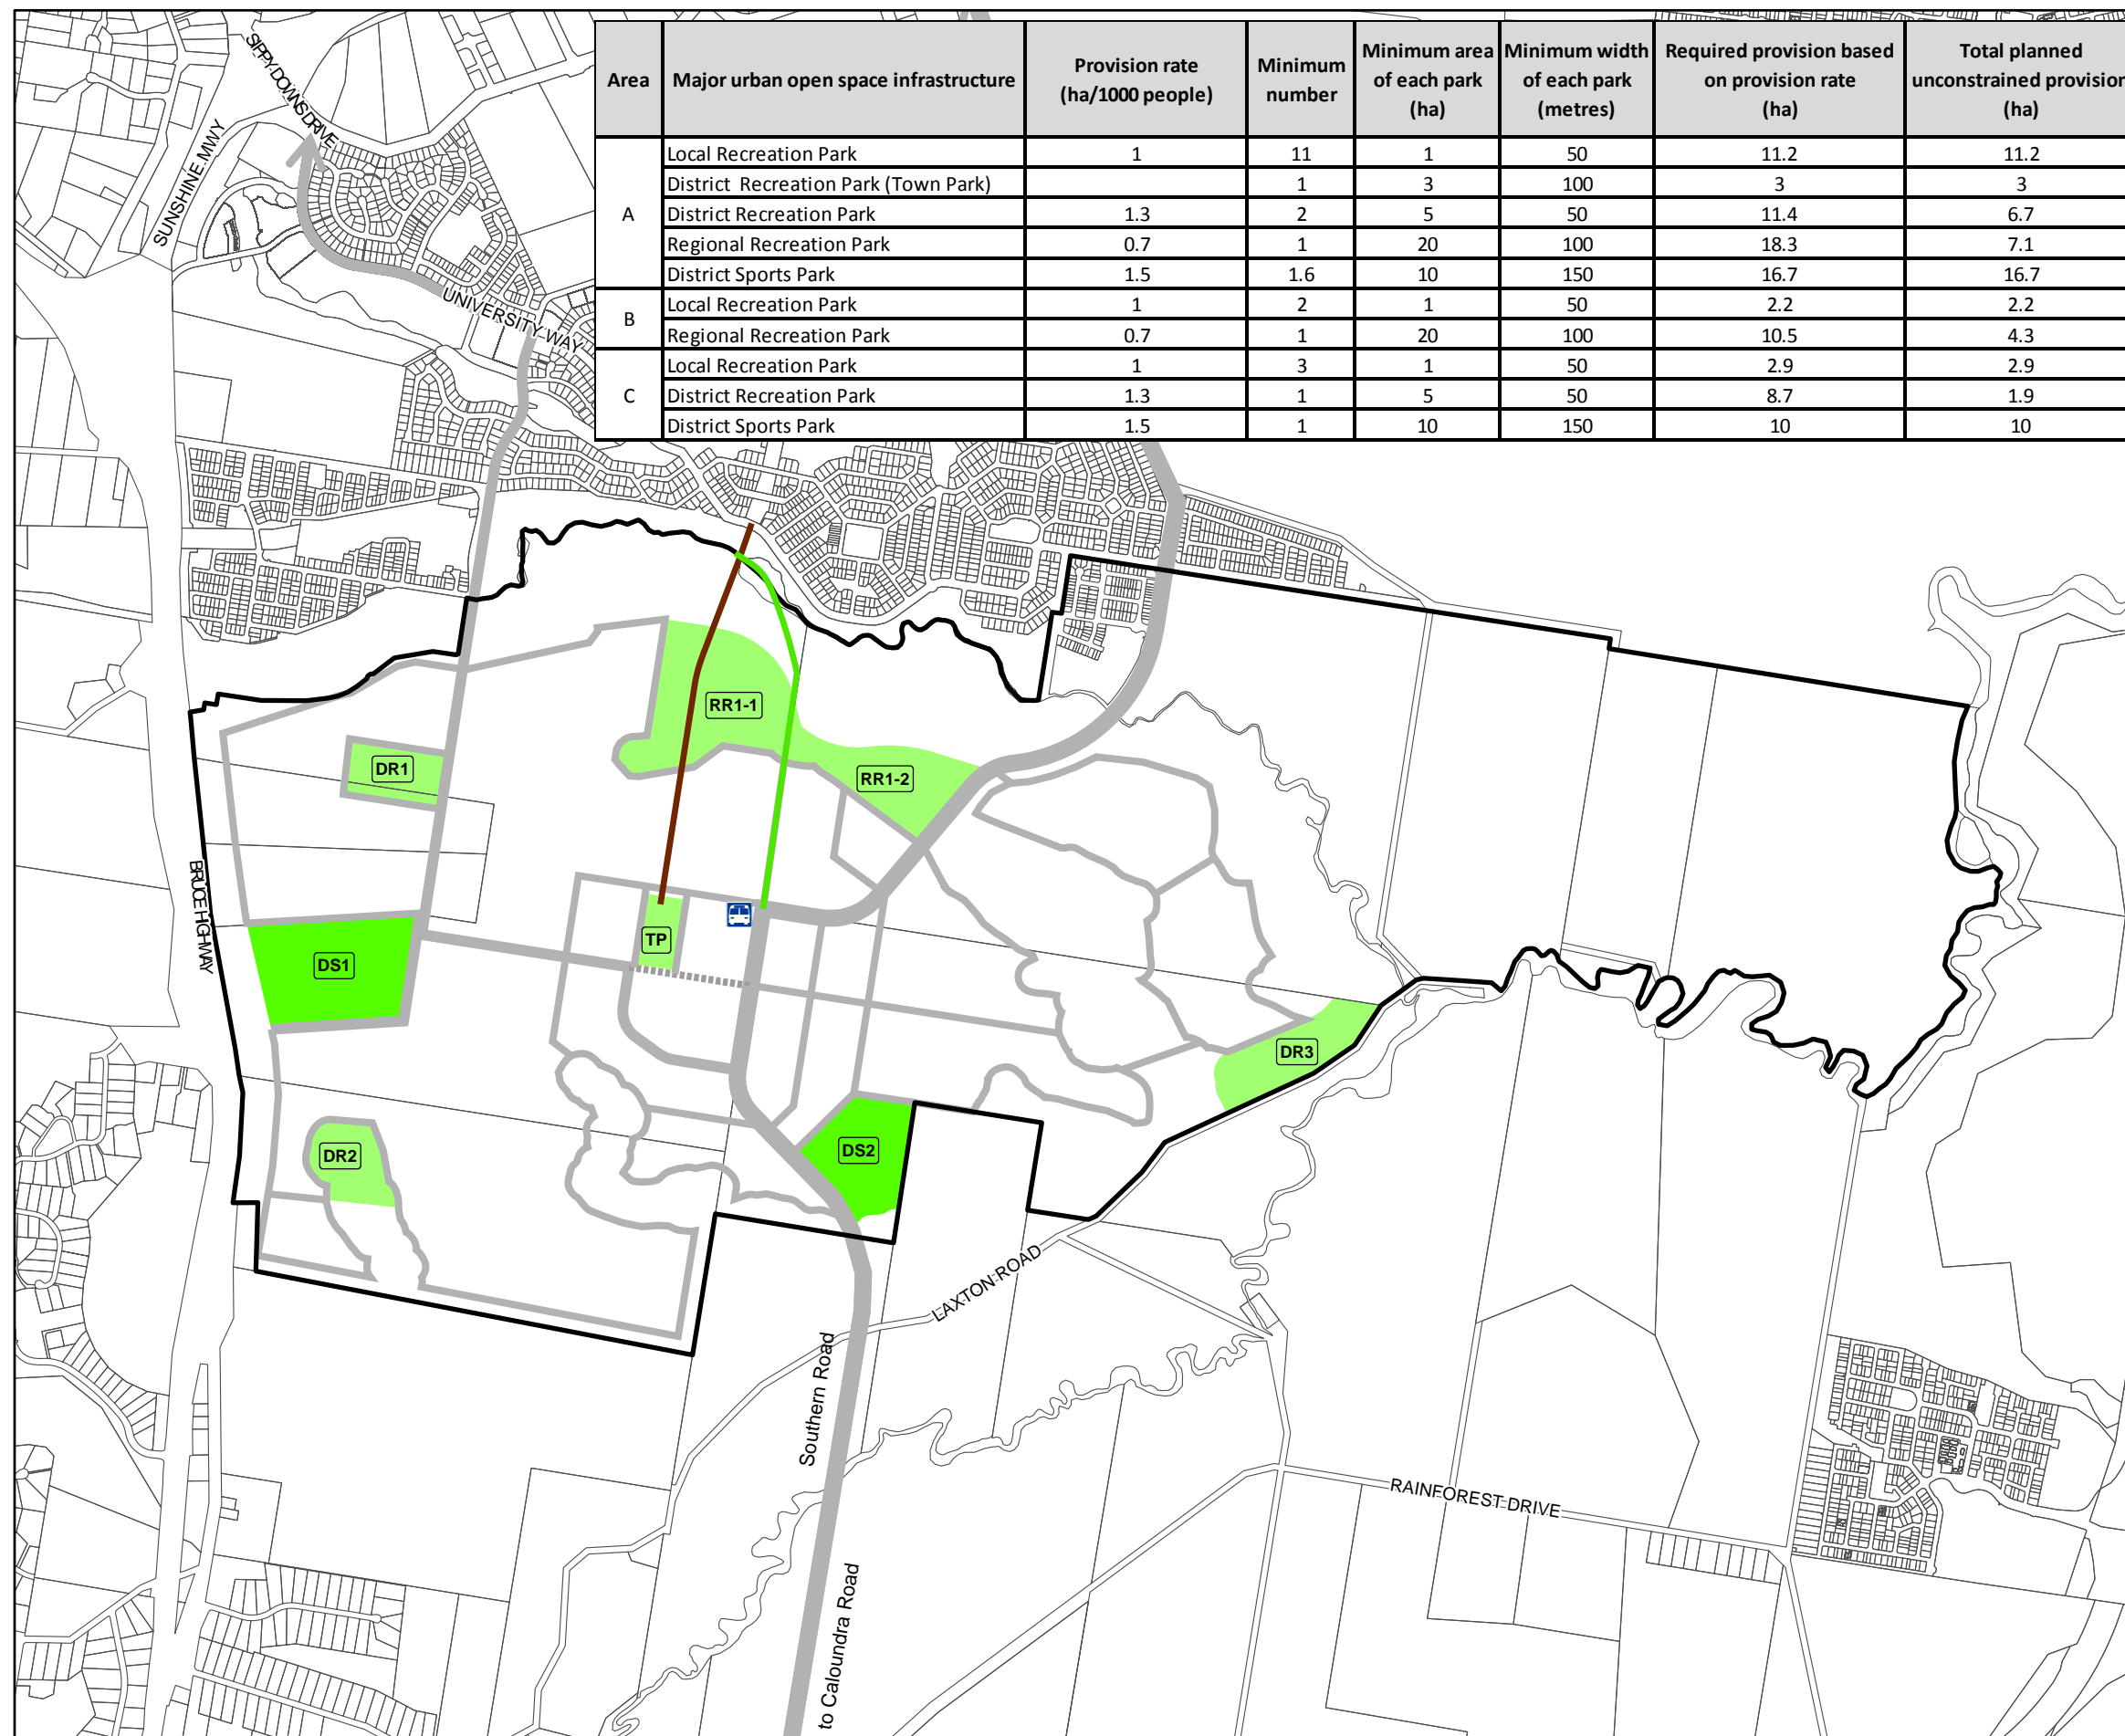 Area Major urban open space infrastructure Provision rate (ha/1000 people) Minimum number Minimum area of each park (ha) Minimum width of each park (metres) Required provision based on provision rate (ha) Total planned unconstrained provision (ha)
A
Local Recreation Park 1 11 1 50 11.2 11.2
District Recreation Park (Town Park) 1 3 100 3 3
District Recreation Park 1.3 2 5 50 11.4 6.7
Regional Recreation Park 0.7 1 20 100 18.3 7.1
District Sports Park 1.5 1.6 10 150 16.7 16.7
B
Local Recreation Park 1 2 1 50 2.2 2.2
Regional Recreation Park 0.7 1 20 100 10.5 4.3
C
Local Recreation Park 1 3 1 50 2.9 2.9
District Recreation Park 1.3 1 5 50 8.7 1.9
District Sports Park 1.5 1 10 150 10 10
SIPPY DOWNS DRIVE
SUNSHINE MWY
UNIVERSITY WAY
RR1-1
DR1
RR1-2
BRUCE HIGHWAY
TP
DS1
DR3
DR2
DS2
LAXTON ROAD
Southern Road
RAINFOREST DRIVE
to Caloundra Road